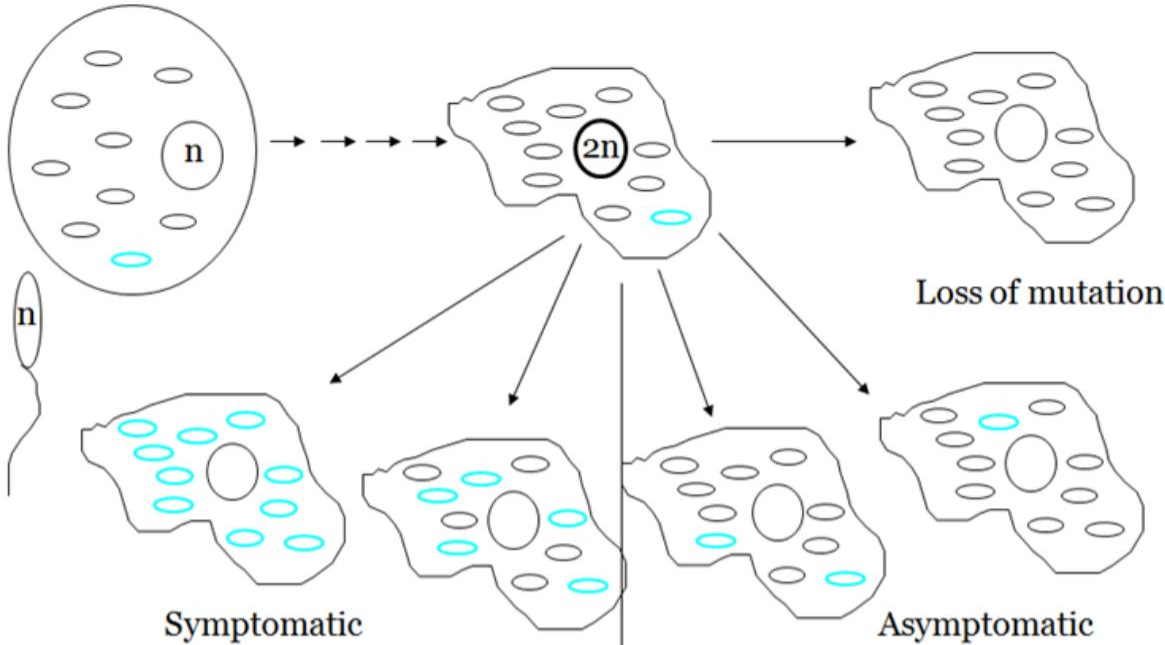 n
2n
n
Loss of mutation
Symptomatic
Asymptomatic